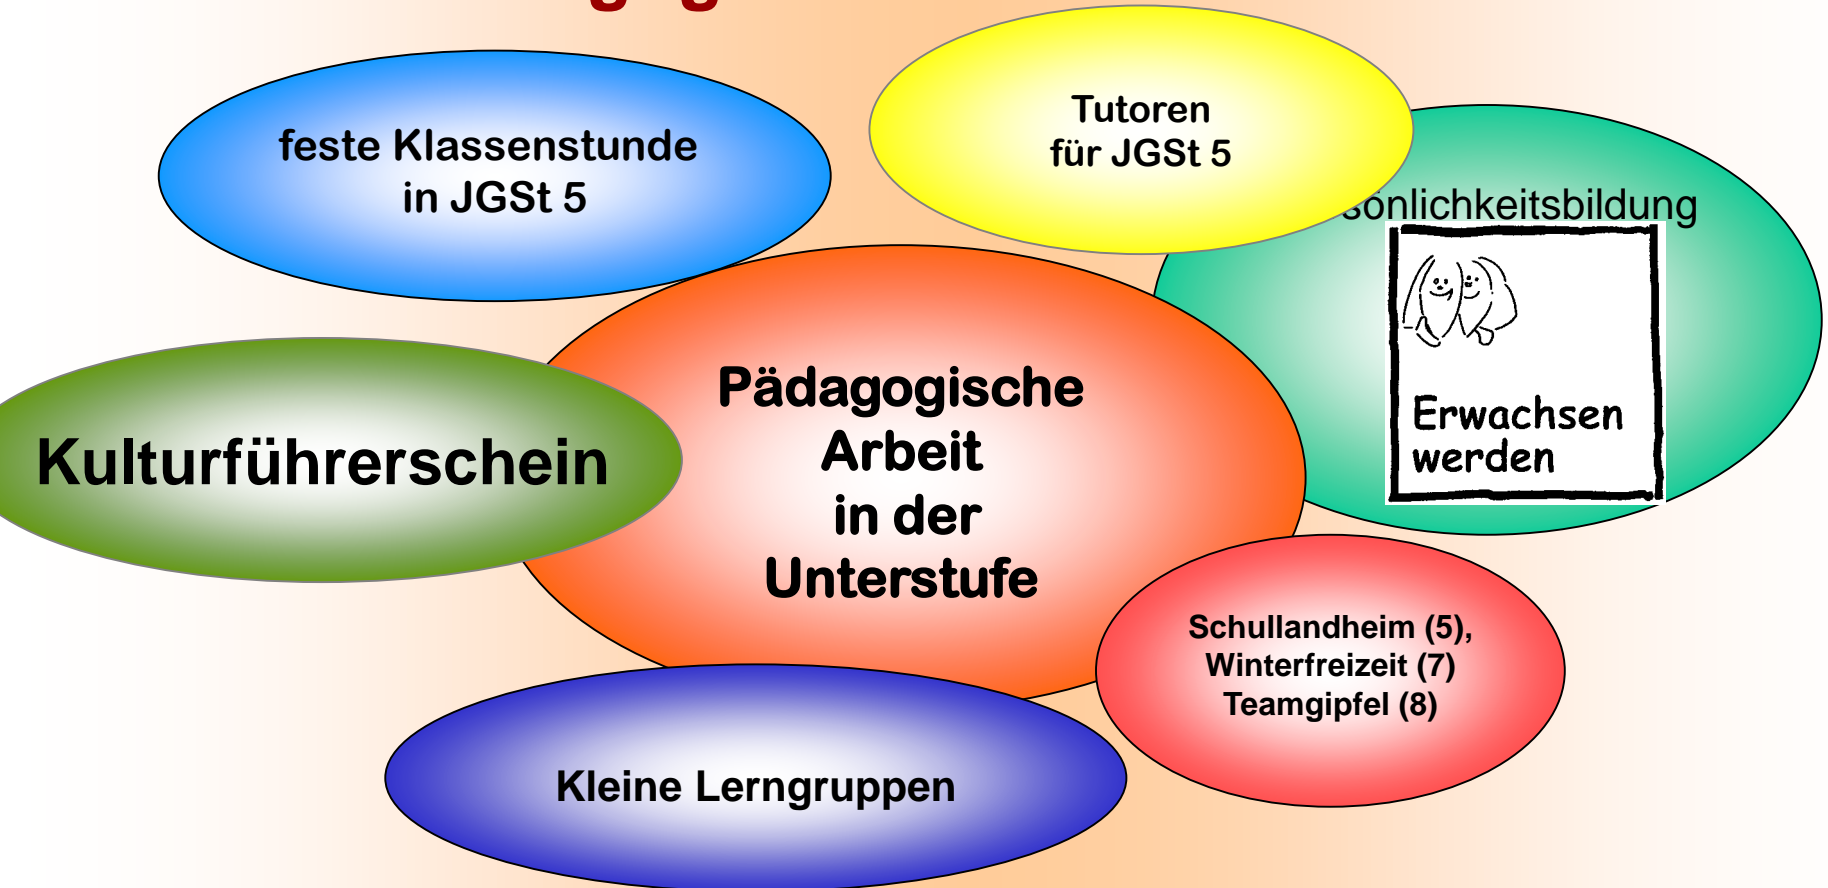 feste Klassenstunde
in JGSt 5
Tutoren
für JGSt 5
sönlichkeitsbildung
Erwachsen
werden
Kulturführerschein
Pädagogische
Arbeit
in der
Unterstufe
Schullandheim (5),
Winterfreizeit (7)
Teamgipfel (8)
Kleine Lerngruppen